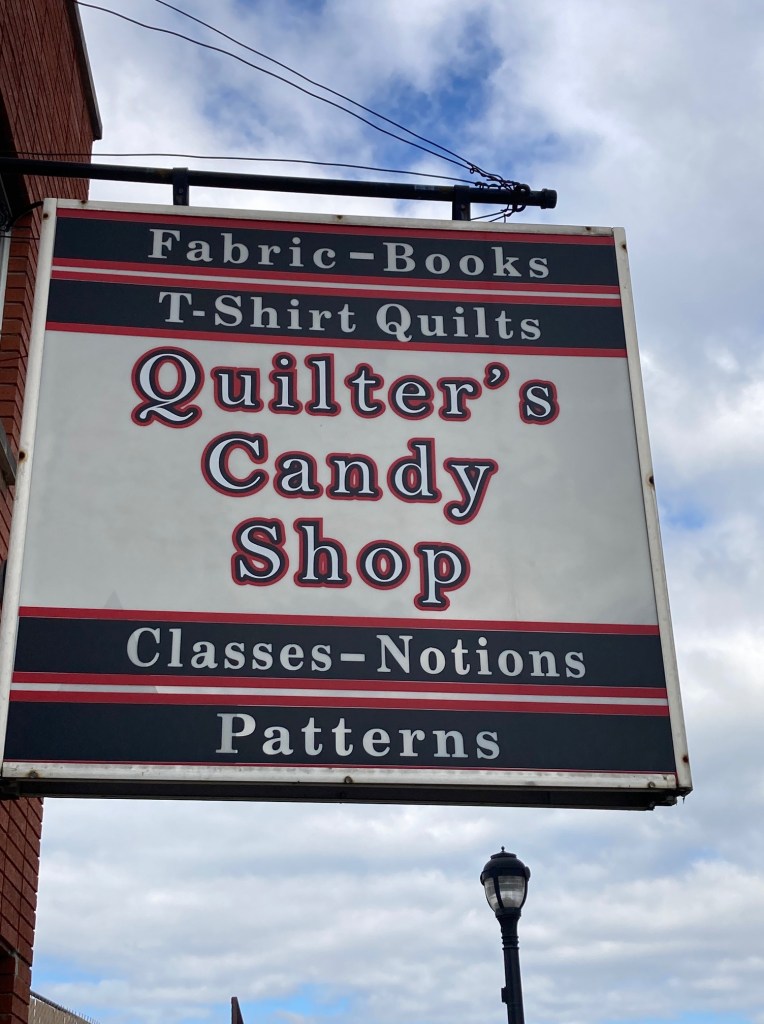 Fabric–Books
T-Shirt Quilts
Quilter's
Candy
Shop
Classes–Notions
Patterns